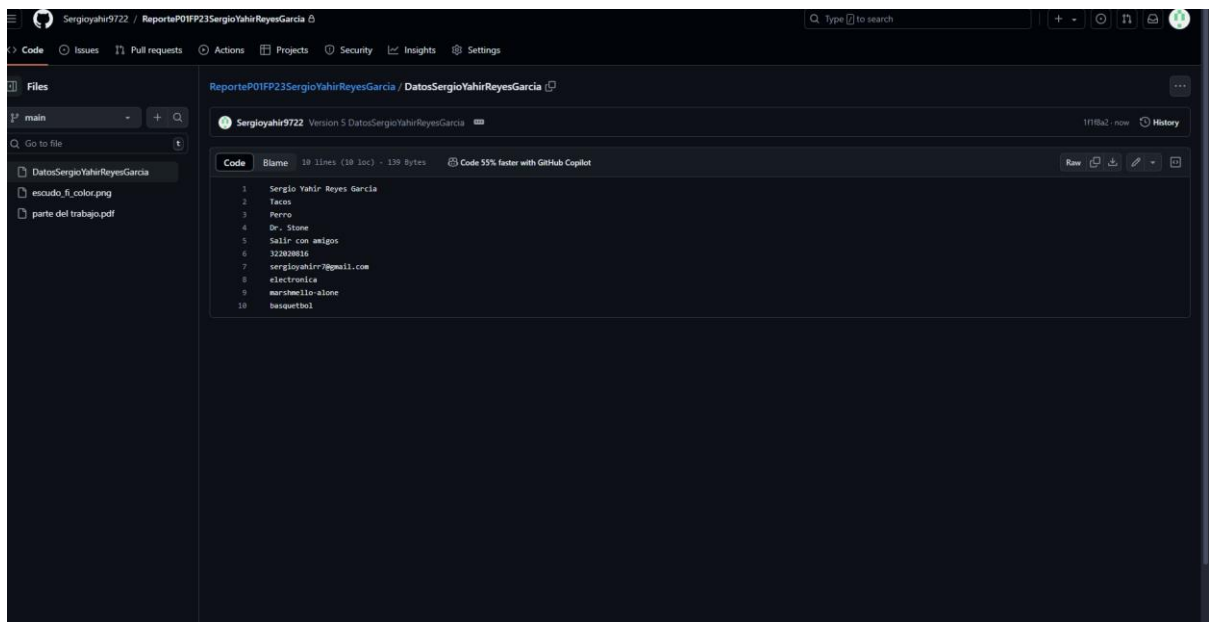 Sergioyahir9722 / ReporteP01FP23SergioYahirReyesGarcia
Type / to search
Code Issues Pull requests Actions Projects Security Insights Settings
Files
ReporteP01FP23SergioYahirReyesGarcia / DatosSergioYahirReyesGarcia
main
Sergioyahir9722 Version 5 DatosSergioYahirReyesGarcia
1f1f8a2 · now History
Go to file t
Code Blame 10 lines (10 loc) · 139 Bytes Code 55% faster with GitHub Copilot
Raw
DatosSergioYahirReyesGarcia
escudo_fi_color.png
parte del trabajo.pdf
1 Sergio Yahir Reyes Garcia
2 Tacos
3 Perro
4 Dr. Stone
5 Salir con amigos
6 322020816
7 sergioyahirr7@gmail.com
8 electronica
9 marshmello-alone
10 basquetbol